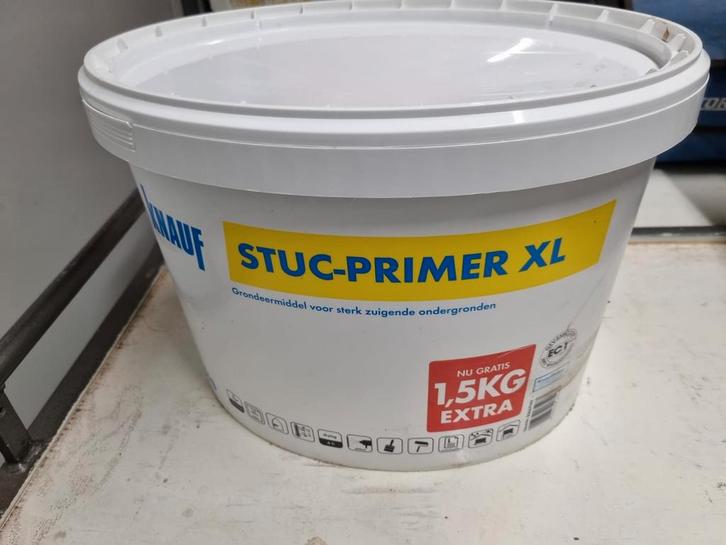 KNAUF
STUC-PRIMER XL
Grondeermiddel voor sterk zuigende ondergronden
NU GRATIS
1,5KG
EXTRA
EC1